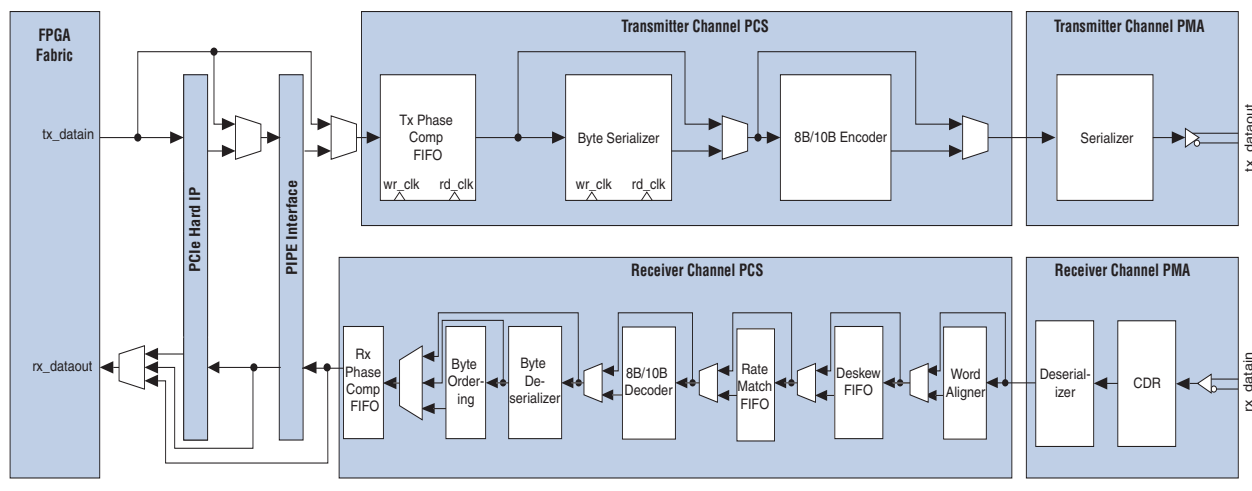 FPGA
Fabric
Transmitter Channel PCS
Transmitter Channel PMA
tx_datain
PCIe Hard IP
PIPE Interface
Tx Phase
Comp
FIFO
wr_clk
rd_clk
Byte Serializer
wr_clk
rd_clk
8B/10B Encoder
Serializer
tx_dataout
Receiver Channel PCS
Receiver Channel PMA
rx_dataout
Rx
Phase
Comp
FIFO
Byte
Order-
ing
Byte
De-
serializer
8B/10B
Decoder
Rate
Match
FIFO
Deskew
FIFO
Word
Aligner
Deserial-
izer
CDR
rx_datain